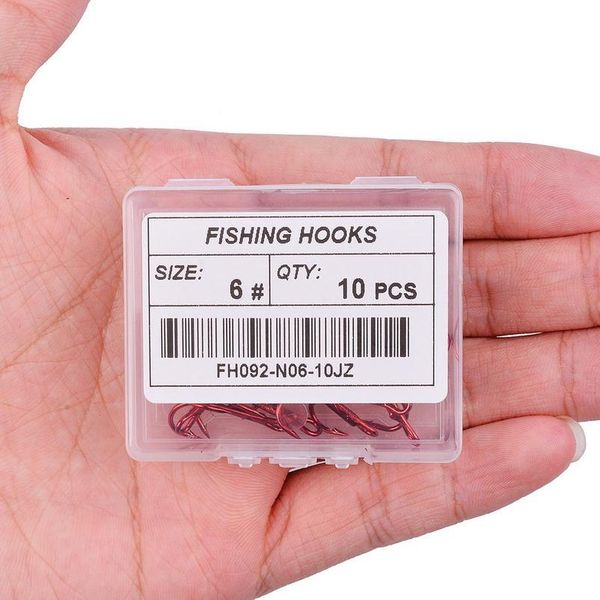 FISHING HOOKS
SIZE: 6 # QTY: 10 PCS
FH092-N06-10JZ